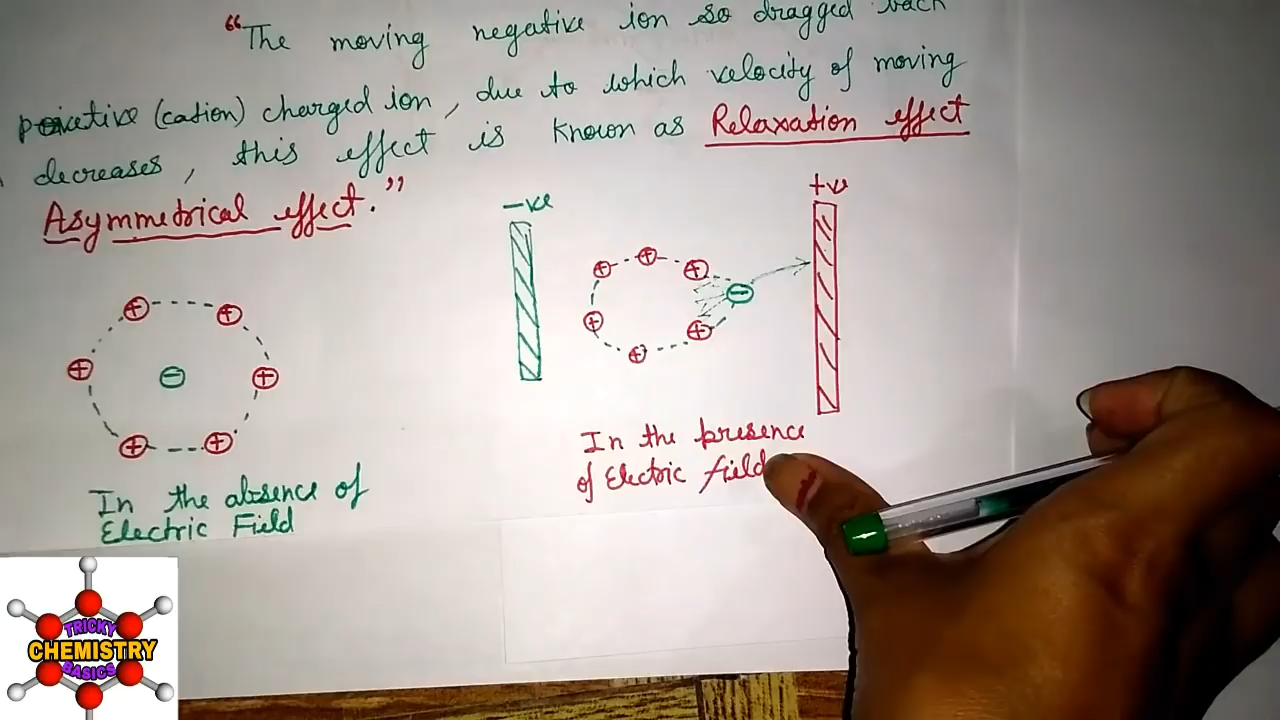 “The moving negative ion so dragged back
poisetive (cation) charged ion, due to which velocity of moving
decreases, this effect is known as Relaxation effect
Asymmetrical effect.”
-ve
+ve
+ + + + + + -
+ + + + + + -
In the presence
of Electric field
In the absence of
Electric Field
TRICKY
CHEMISTRY
BASICS